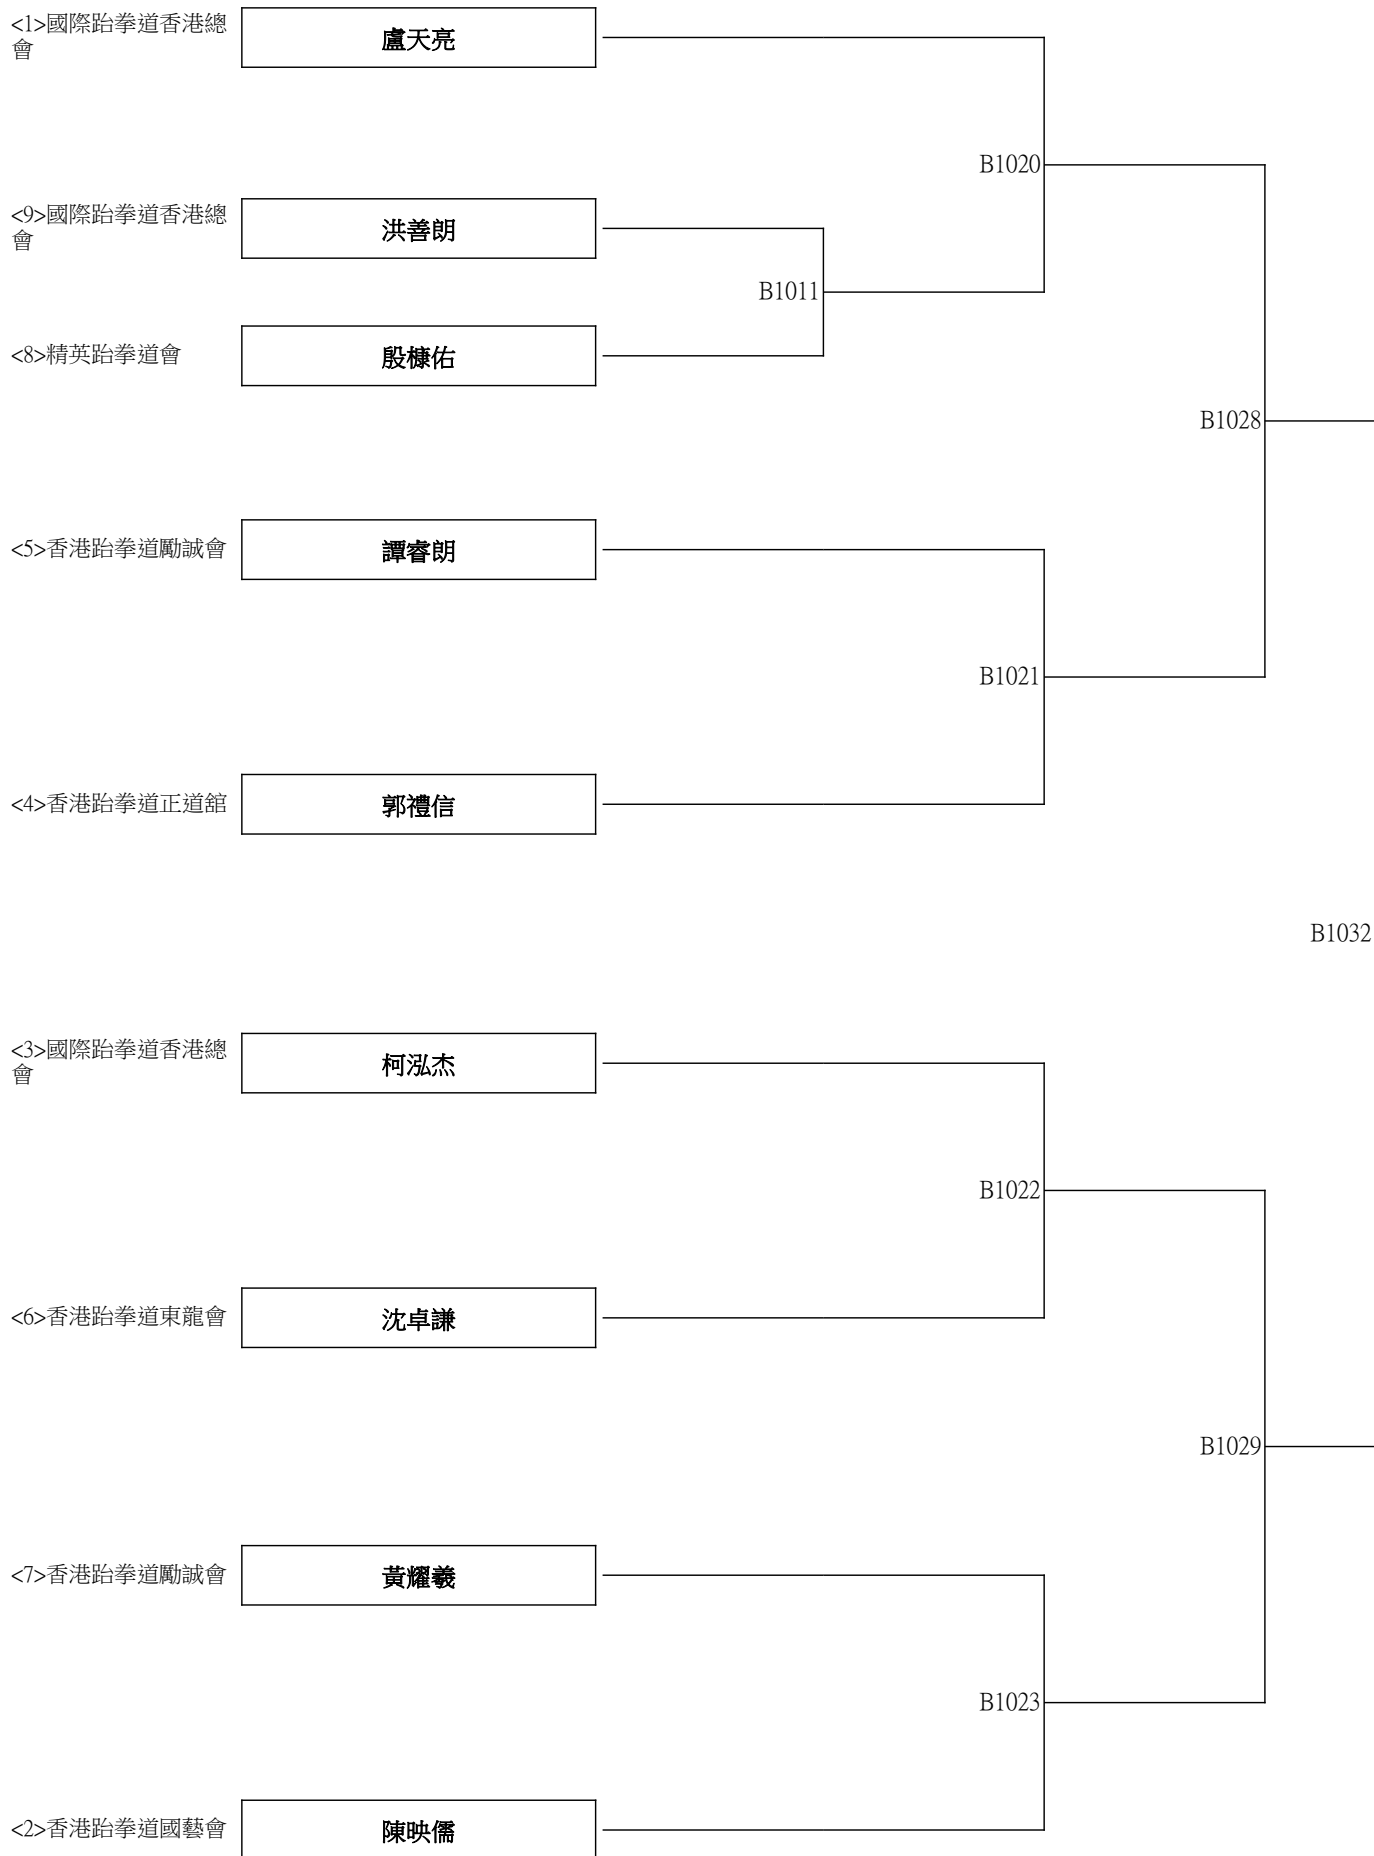 <1>國際跆拳道香港總
會
盧天亮
B1020
<9>國際跆拳道香港總
會
洪善朗
B1011
<8>精英跆拳道會
殷槺佑
B1028
<5>香港跆拳道勵誠會
譚睿朗
B1021
<4>香港跆拳道正道舘
郭禮信
B1032
<3>國際跆拳道香港總
會
柯泓杰
B1022
<6>香港跆拳道東龍會
沈卓謙
B1029
<7>香港跆拳道勵誠會
黃耀羲
B1023
<2>香港跆拳道國藝會
陳映儒